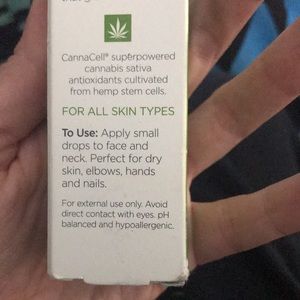 CannaCell® superpowered
cannabis sativa
antioxidants cultivated
from hemp stem cells.
FOR ALL SKIN TYPES
To Use: Apply small
drops to face and
neck. Perfect for dry
skin, elbows, hands
and nails.
For external use only. Avoid
direct contact with eyes. pH
balanced and hypoallergenic.